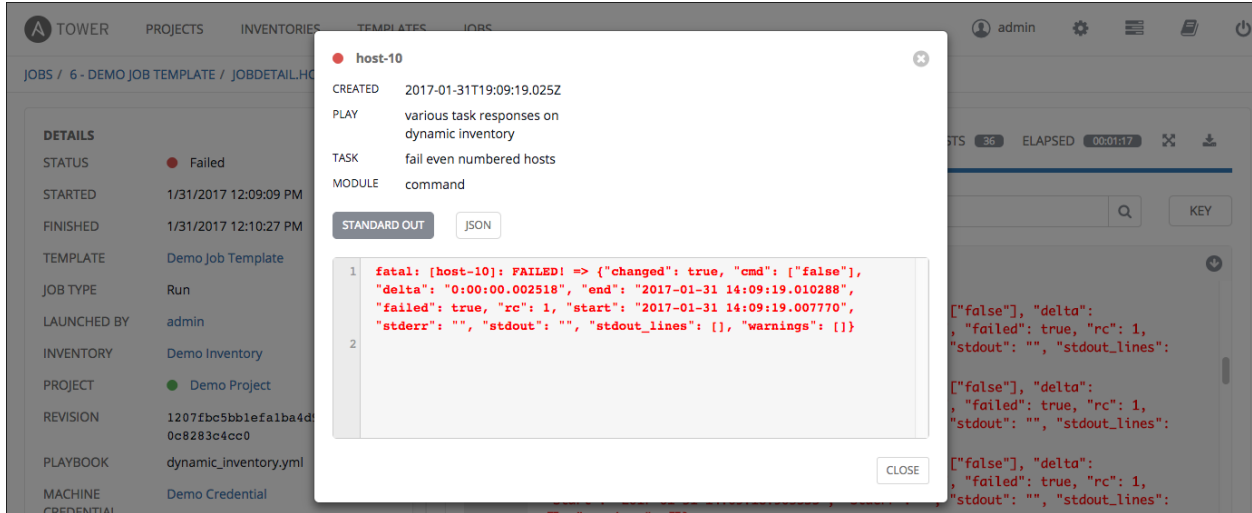 TOWER PROJECTS INVENTORIES TEMPLATES JOBS admin
JOBS / 6 - DEMO JOB TEMPLATE /
host-10
CREATED 2017-01-31T19:09:19.025Z
PLAY various task responses on
dynamic inventory
TASK fail even numbered hosts
MODULE command
STANDARD OUT JSON
1 fatal: [host-10]: FAILED! => {"changed": true, "cmd": ["false"],
"delta": "0:00:00.002518", "end": "2017-01-31 14:09:19.010288",
"failed": true, "rc": 1, "start": "2017-01-31 14:09:19.007770",
"stderr": "", "stdout": "", "stdout_lines": [], "warnings": []}
2
CLOSE
DETAILS
STATUS Failed
STARTED 1/31/2017 12:09:09 PM
FINISHED 1/31/2017 12:10:27 PM
TEMPLATE Demo Job Template
JOB TYPE Run
LAUNCHED BY admin
INVENTORY Demo Inventory
PROJECT Demo Project
REVISION
0c8283c4cc0
PLAYBOOK dynamic_inventory.yml
MACHINE Demo Credential
CREDENTIAL
36 ELAPSED 00:01:17
KEY
["false"], "delta":
, "failed": true, "rc": 1,
"stdout": "", "stdout_lines":
["false"], "delta":
, "failed": true, "rc": 1,
"stdout": "", "stdout_lines":
["false"], "delta":
, "failed": true, "rc": 1,
"stdout": "", "stdout_lines":